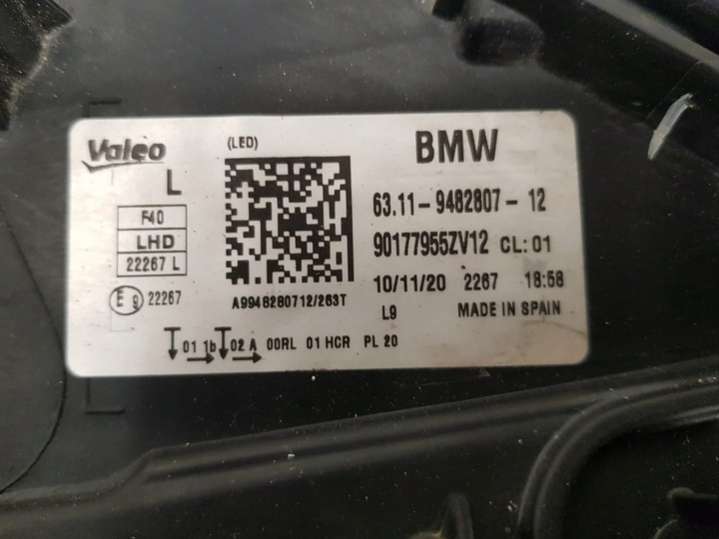 Valeo
L
(LED)
BMW
F40
LHD
22267 L
63.11-9482807-12
90177955ZV12 CL:01
E9 22267
A9948280712/263T
10/11/20 2267 18:58
L9 MADE IN SPAIN
01 1b 02 A 00RL 01 HCR PL 20